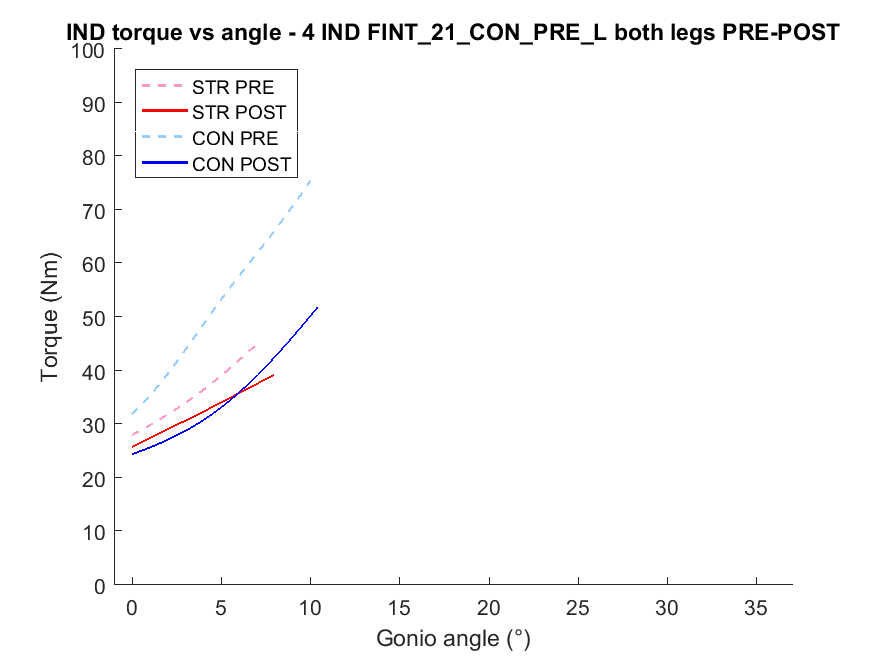 IND torque vs angle - 4 IND FINT_21_CON_PRE_L both legs PRE-POST
100
90
80
70
60
50
40
30
20
10
0
STR PRE
STR POST
CON PRE
CON POST
Torque (Nm)
0 5 10 15 20 25 30 35
Gonio angle (°)